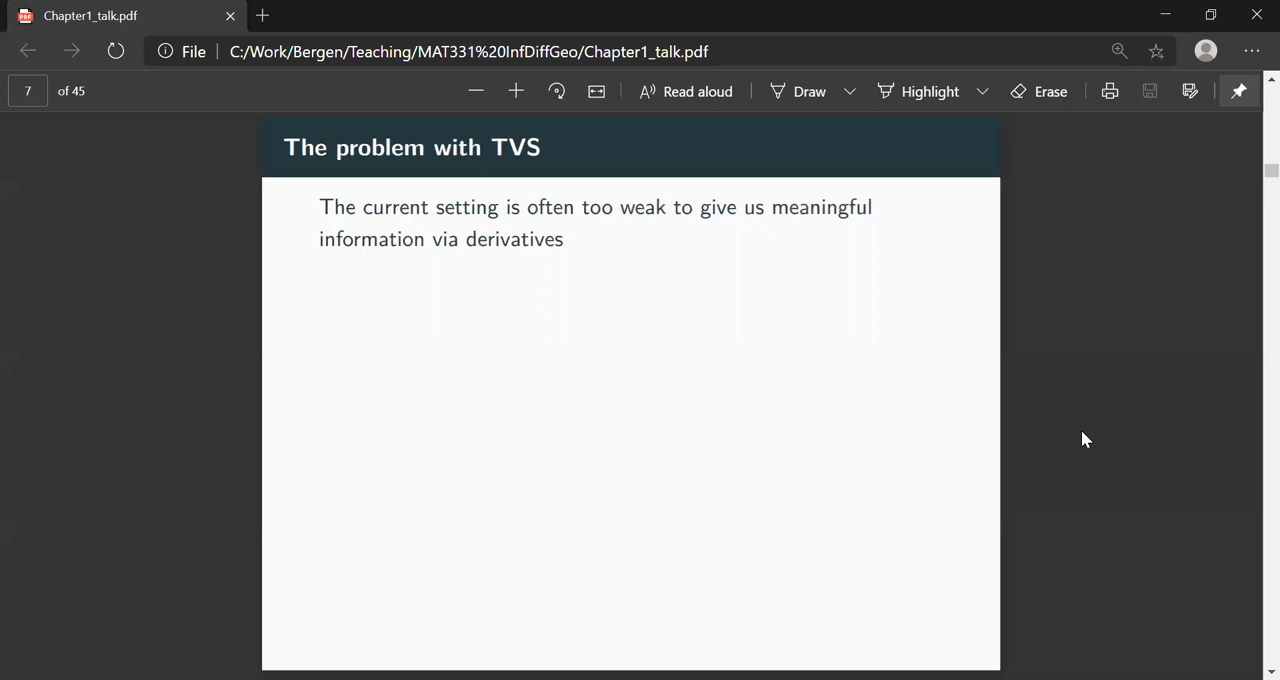 Chapter1_talk.pdf
File
C:/Work/Bergen/Teaching/MAT331%20InfDiffGeo/Chapter1_talk.pdf
7 of 45
Read aloud
Draw
Highlight
Erase
The problem with TVS
The current setting is often too weak to give us meaningful
information via derivatives